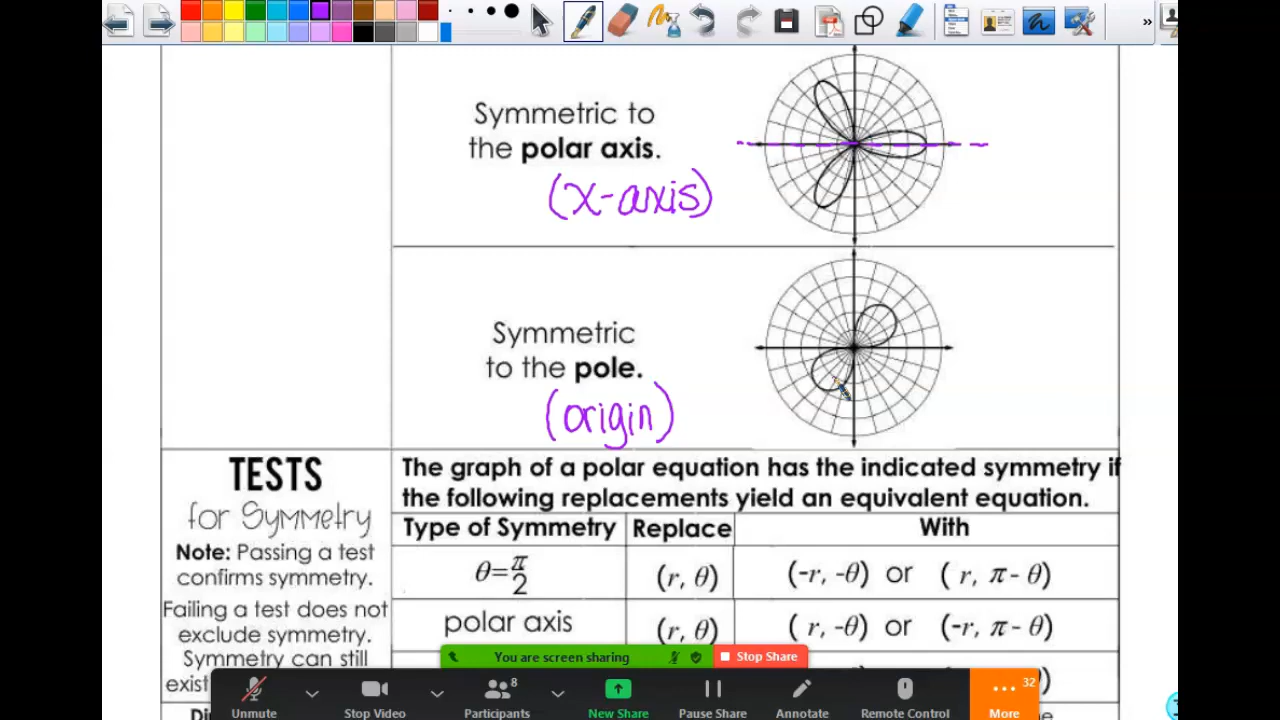 »
Symmetric to
the polar axis.
(x-axis)
Symmetric
to the pole.
(origin)
TESTS
for Symmetry
Note: Passing a test
confirms symmetry.
Failing a test does not
exclude symmetry.
Symmetry can still
exist
The graph of a polar equation has the indicated symmetry if
the following replacements yield an equivalent equation.
Type of Symmetry Replace With
θ=π/2 (r, θ) (-r, -θ) or ( r, π - θ)
polar axis (r, θ) ( r, -θ) or (-r, π - θ)
You are screen sharing Stop Share
8
32
Unmute Stop Video Participants New Share Pause Share Annotate Remote Control More